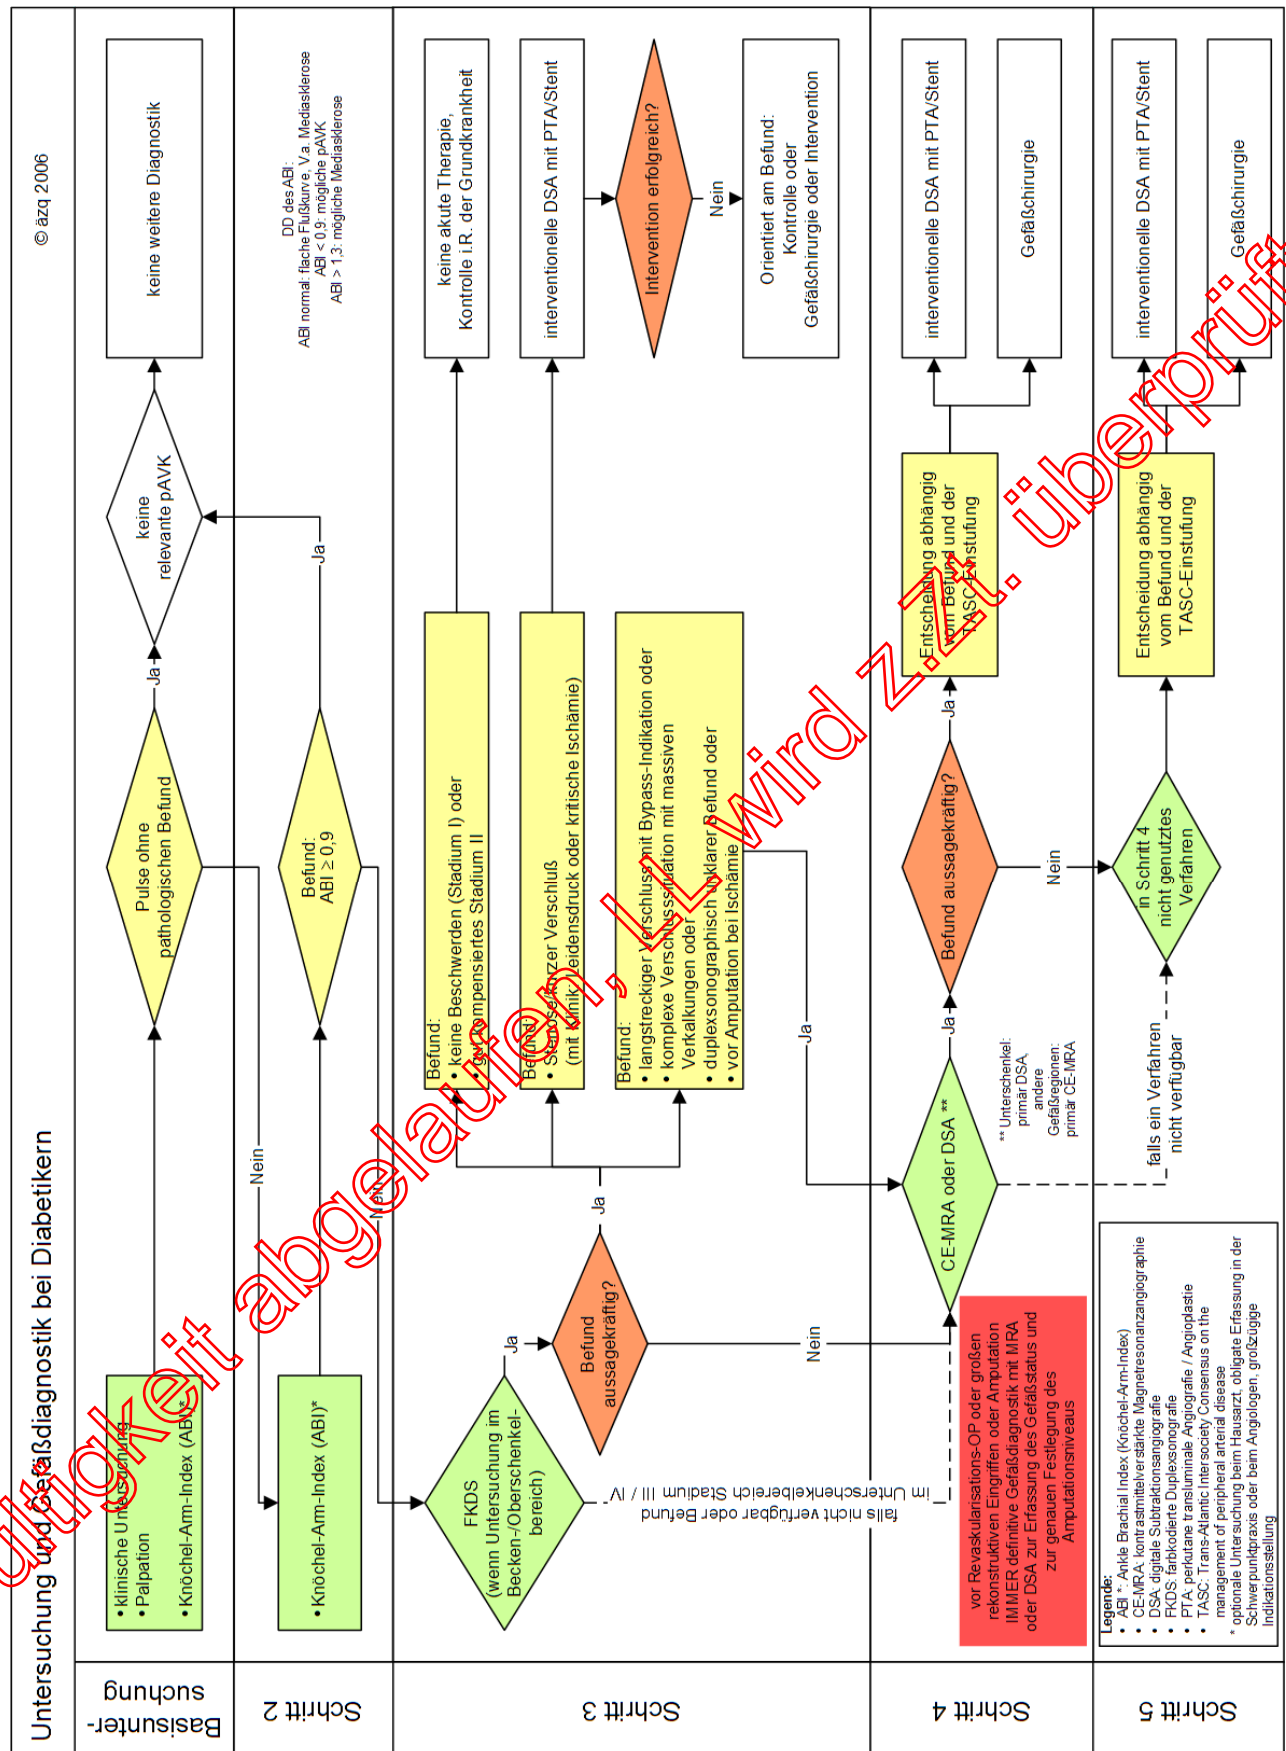 Untersuchung und Gefäßdiagnostik bei Diabetikern
© äzq 2006
Basisunter-
suchung
• klinische Untersuchung
• Palpation
• Knöchel-Arm-Index (ABI)*
Pulse ohne
pathologischen Befund
Ja
keine
relevante pAVK
keine weitere Diagnostik
Nein
Schritt 2
• Knöchel-Arm-Index (ABI)*
Befund:
ABI ≥ 0,9
Ja
DD des ABI:
ABI normal: flache Flußkurve, V.a. Mediasklerose
ABI < 0,9: mögliche pAVK
ABI > 1,3: mögliche Mediasklerose
Nein
Schritt 3
FKDS
(wenn Untersuchung im
Becken-/Oberschenkel-
bereich)
Ja
Befund
aussagekräftig?
Ja
Befund:
• keine Beschwerden (Stadium I) oder
• gut kompensiertes Stadium II
keine akute Therapie,
Kontrolle i.R. der Grundkrankheit
Befund:
• Stenose/kurzer Verschluß
(mit Klinik: Leidensdruck oder kritische Ischämie)
interventionelle DSA mit PTA/Stent
Intervention erfolgreich?
Nein
Orientiert am Befund:
Kontrolle oder
Gefäßchirurgie oder Intervention
Befund:
• langstreckiger Verschluss mit Bypass-Indikation oder
• komplexe Verschlusssituation mit massiven
Verkalkungen oder
• duplexsonographisch unklarer Befund oder
• vor Amputation bei Ischämie
Ja
Nein
falls nicht verfügbar oder Befund
im Unterschenkelbereich Stadium III / IV
Schritt 4
vor Revaskularisations-OP oder großen
rekonstruktiven Eingriffen oder Amputation
IMMER definitive Gefäßdiagnostik mit MRA
oder DSA zur Erfassung des Gefäßstatus und
zur genauen Festlegung des
Amputationsniveaus
CE-MRA oder DSA **
** Unterschenkel:
primär DSA,
andere
Gefäßregionen:
primär CE-MRA
Ja
Befund aussagekräftig?
Ja
Entscheidung abhängig
vom Befund und der
TASC-Einstufung
interventionelle DSA mit PTA/Stent
Gefäßchirurgie
Nein
falls ein Verfahren
nicht verfügbar
Schritt 5
Legende:
• ABI *: Ankle Brachial Index (Knöchel-Arm-Index)
• CE-MRA: kontrastmittelverstärkte Magnetresonanzangiographie
• DSA: digitale Subtraktionsangiografie
• FKDS: farbkodierte Duplexsonografie
• PTA: perkutane transluminale Angiografie / Angioplastie
• TASC: Trans-Atlantic Intersociety Consensus on the
management of peripheral arterial disease
* optionale Untersuchung beim Hausarzt, obligate Erfassung in der
Schwerpunktpraxis oder beim Angiologen, großzügige
Indikationsstellung
in Schritt 4
nicht genutztes
Verfahren
Entscheidung abhängig
vom Befund und der
TASC-Einstufung
interventionelle DSA mit PTA/Stent
Gefäßchirurgie
abgelaufen, LL wird z.Zt. überprüft